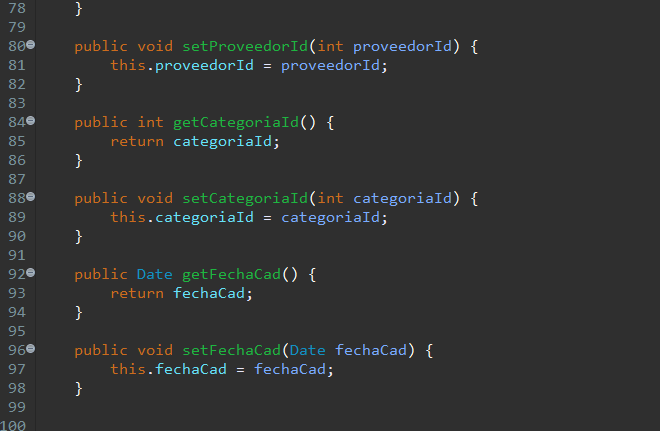 78 }
79
80 public void setProveedorId(int proveedorId) {
81 this.proveedorId = proveedorId;
82 }
83
84 public int getCategoriaId() {
85 return categoriaId;
86 }
87
88 public void setCategoriaId(int categoriaId) {
89 this.categoriaId = categoriaId;
90 }
91
92 public Date getFechaCad() {
93 return fechaCad;
94 }
95
96 public void setFechaCad(Date fechaCad) {
97 this.fechaCad = fechaCad;
98 }
99
100